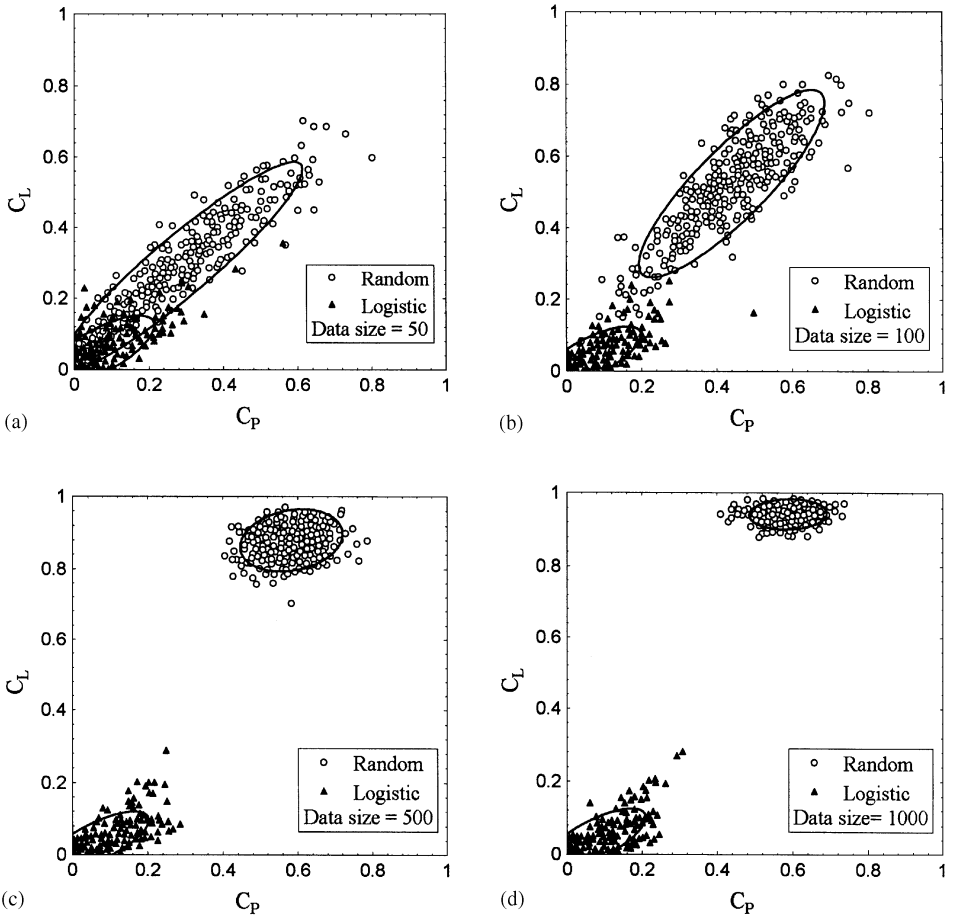 1
0.8
0.6
C_L
0.4
0.2
0
Random
Logistic
Data size = 50
0 0.2 0.4 0.6 0.8 1
C_P
(a)
1
0.8
0.6
C_L
0.4
0.2
0
Random
Logistic
Data size = 100
0 0.2 0.4 0.6 0.8 1
C_P
(b)
1
0.8
0.6
C_L
0.4
0.2
0
Random
Logistic
Data size = 500
0 0.2 0.4 0.6 0.8 1
C_P
(c)
1
0.8
0.6
C_L
0.4
0.2
0
Random
Logistic
Data size= 1000
0 0.2 0.4 0.6 0.8 1
C_P
(d)